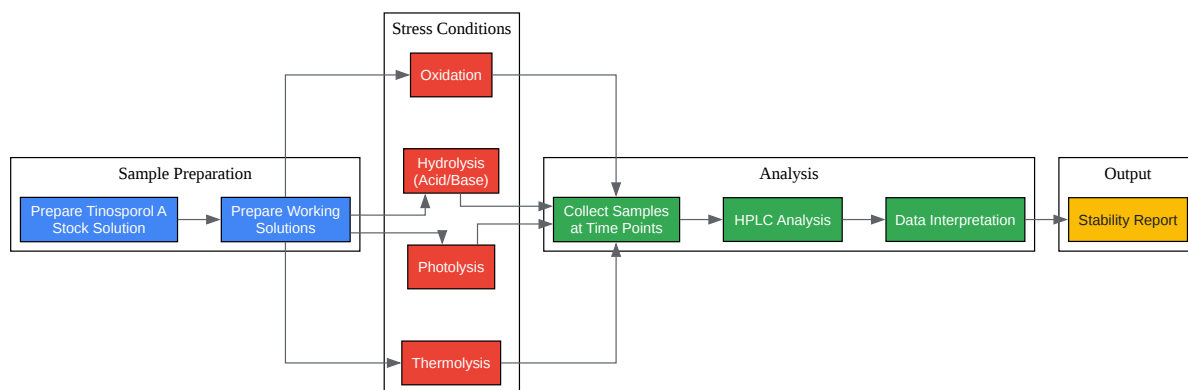 Stress Conditions
Oxidation
Hydrolysis
(Acid/Base)
Photolysis
Thermolysis
Sample Preparation
Prepare Tinosporol A
Stock Solution
Prepare Working
Solutions
Analysis
Collect Samples
at Time Points
HPLC Analysis
Data Interpretation
Output
Stability Report